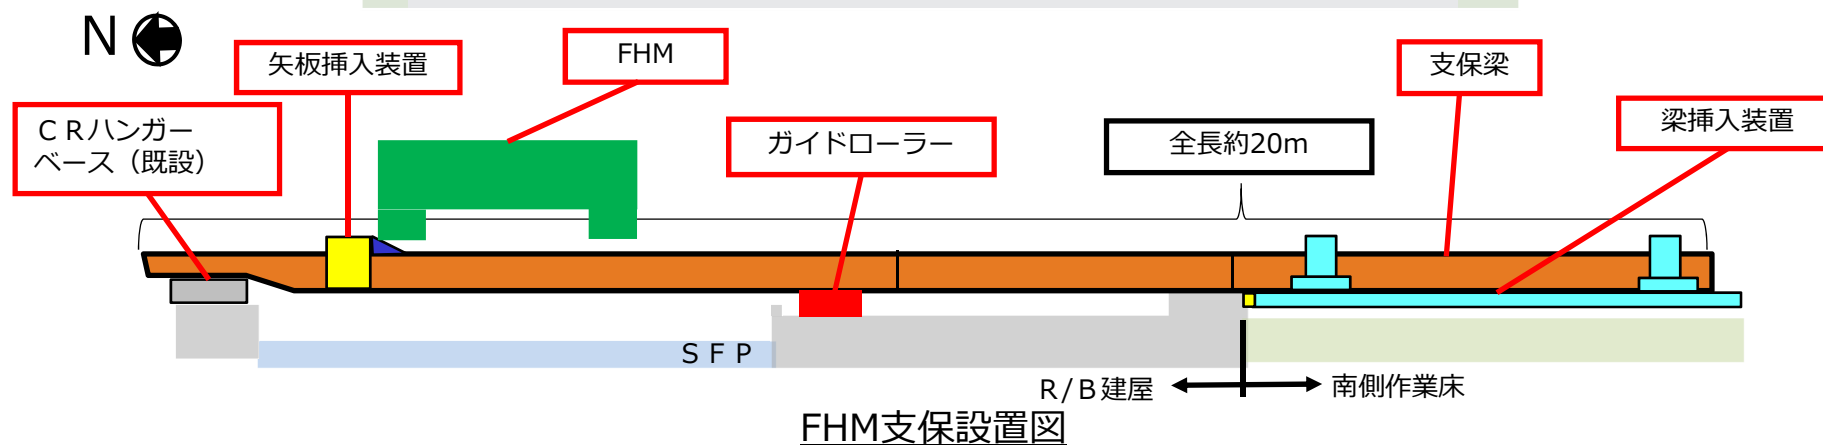 N
矢板挿入装置
FHM
支保梁
ＣＲハンガー
ベース（既設）
ガイドローラー
全長約20m
梁挿入装置
ＳＦＰ
R/B建屋
南側作業床
FHM支保設置図